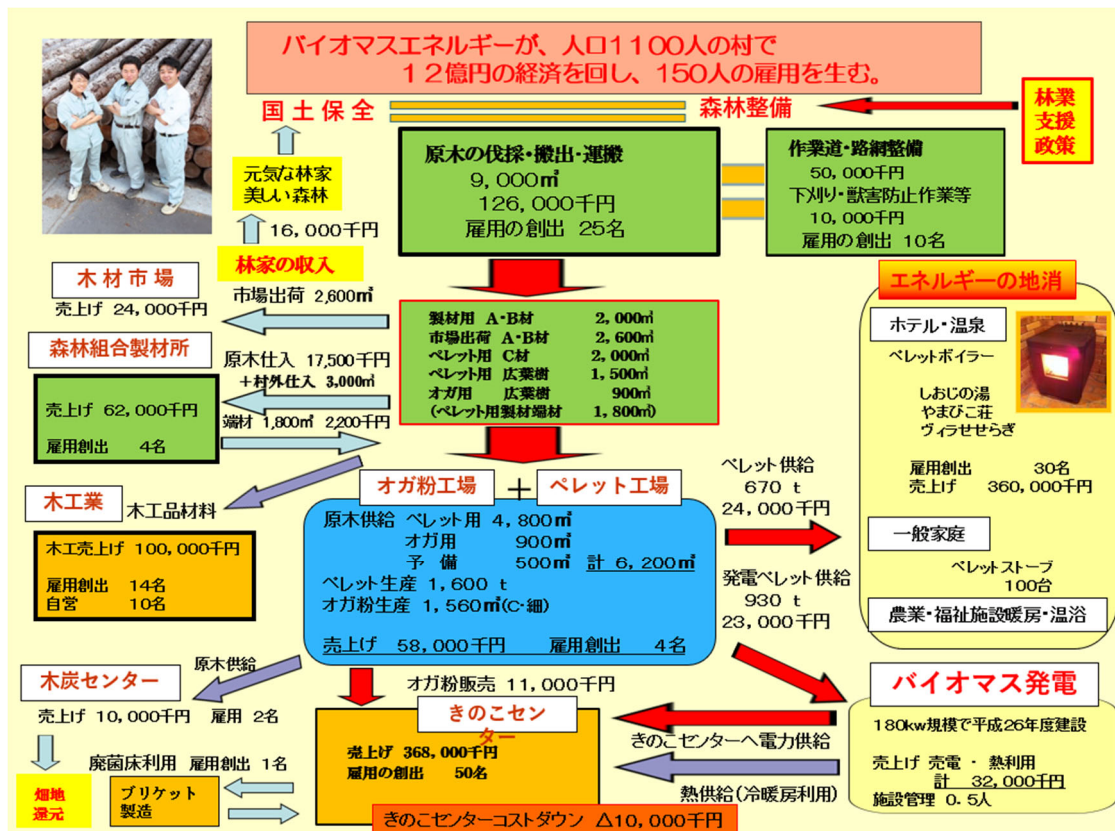 バイオマスエネルギーが、人口1100人の村で
12億円の経済を回し、150人の雇用を生む。
国土保全
森林整備
林業
支援
政策
元気な林家
美しい森林
16,000千円
林家の収入
原木の伐採・搬出・運搬
9,000㎥
126,000千円
雇用の創出 25名
作業道・路網整備
50,000千円
下刈り・獣害防止作業等
10,000千円
雇用の創出 10名
木材市場
売上げ 24,000千円
市場出荷 2,600㎥
製材用 A・B材 2,000㎥
市場出荷 A・B材 2,600㎥
ペレット用 C材 2,000㎥
ペレット用 広葉樹 1,500㎥
オガ用 広葉樹 900㎥
(ペレット用製材端材 1,800㎥)
森林組合製材所
原木仕入 17,500千円
+村外仕入 3,000㎥
売上げ 62,000千円
雇用創出 4名
端材 1,800㎥ 2,200千円
木工業
木工品材料
木工売上げ 100,000千円
雇用創出 14名
自営 10名
オガ粉工場 + ペレット工場
原木供給 ペレット用 4,800㎥
オガ用 900㎥
予備 500㎥ 計 6,200㎥
ペレット生産 1,600 t
オガ粉生産 1,560㎥(C・細)
売上げ 58,000千円 雇用創出 4名
ペレット供給
670 t
24,000千円
発電ペレット供給
930 t
23,000千円
エネルギーの地消
ホテル・温泉
ペレットボイラー
しおじの湯
やまびこ荘
ヴィラせせらぎ
雇用創出 30名
売上げ 360,000千円
一般家庭
ペレットストーブ
100台
農業・福祉施設暖房・温浴
原木供給
木炭センター
売上げ 10,000千円 雇用 2名
オガ粉販売 11,000千円
きのこセン
ター
売上げ 368,000千円
雇用の創出 50名
きのこセンターへ電力供給
熱供給(冷暖房利用)
バイオマス発電
180kw規模で平成26年度建設
売上げ 売電 ・ 熱利用
計 32,000千円
施設管理 0.5人
廃菌床利用 雇用創出 1名
畑地
還元
ブリケット
製造
きのこセンターコストダウン △10,000千円